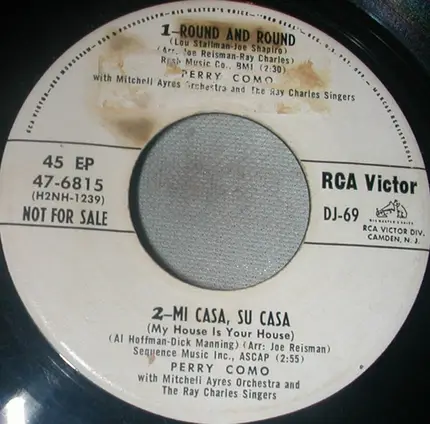 1–ROUND AND ROUND
(Lou Stallman-Joe Shapiro)
(Arr: Joe Reisman-Ray Charles)
Music Co., BMI (2:30)
PERRY COMO
with Mitchell Ayres Orchestra and The Ray Charles Singers
45 EP
47-6815
(H2NH-1239)
NOT FOR SALE
RCA Victor
DJ-69
"HIS MASTER'S VOICE"
RCA VICTOR DIV.
CAMDEN, N. J.
2–MI CASA, SU CASA
(My House Is Your House)
(Al Hoffman-Dick Manning) (Arr: Joe Reisman)
Sequence Music Inc., ASCAP (2:55)
PERRY COMO
with Mitchell Ayres Orchestra and
The Ray Charles Singers